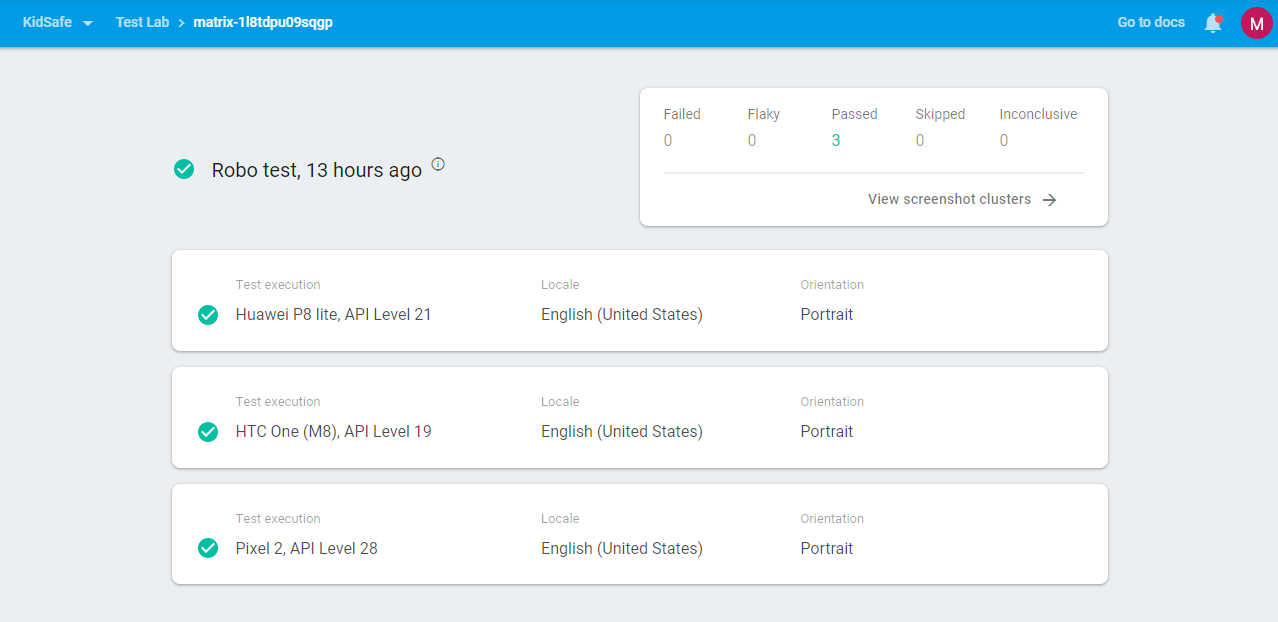 KidSafe Test Lab > matrix-1l8tdpu09sqgp Go to docs M
Failed Flaky Passed Skipped Inconclusive
0 0 3 0 0
Robo test, 13 hours ago
View screenshot clusters
Test execution Locale Orientation
Huawei P8 lite, API Level 21 English (United States) Portrait
Test execution Locale Orientation
HTC One (M8), API Level 19 English (United States) Portrait
Test execution Locale Orientation
Pixel 2, API Level 28 English (United States) Portrait